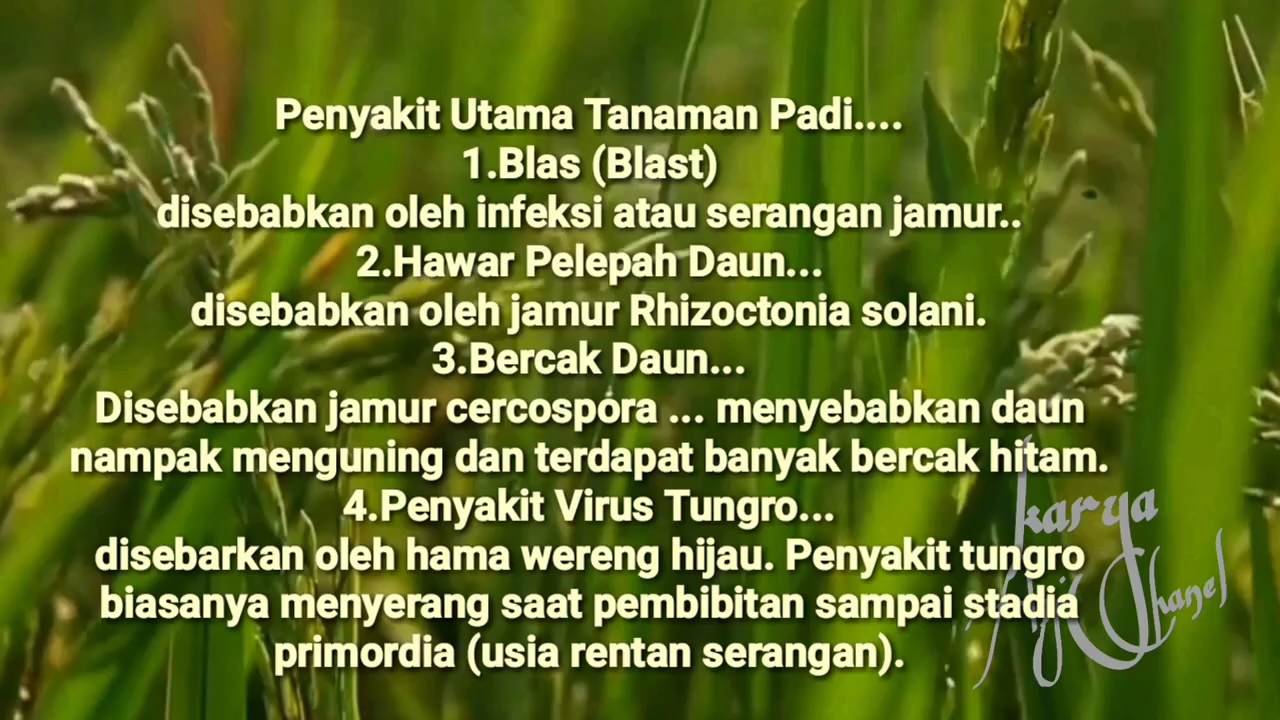 Penyakit Utama Tanaman Padi....
1.Blas (Blast)
disebabkan oleh infeksi atau serangan jamur..
2.Hawar Pelepah Daun...
disebabkan oleh jamur Rhizoctonia solani.
3.Bercak Daun...
Disebabkan jamur cercospora ... menyebabkan daun
nampak menguning dan terdapat banyak bercak hitam.
4.Penyakit Virus Tungro...
disebarkan oleh hama wereng hijau. Penyakit tungro
biasanya menyerang saat pembibitan sampai stadia
primordia (usia rentan serangan).
karya
Chanel